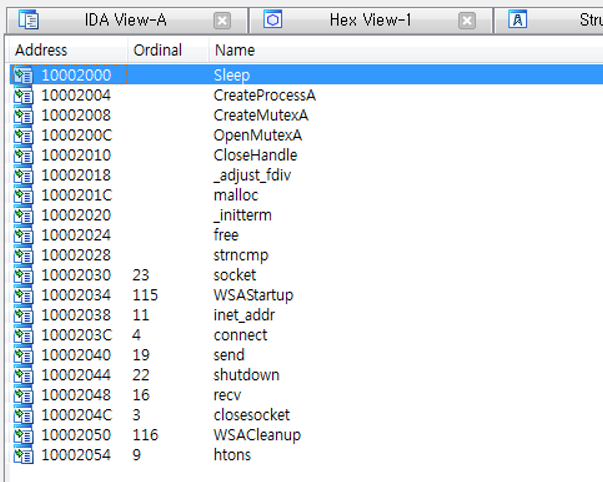 IDA View-A Hex View-1 Stru
Address Ordinal Name
10002000 Sleep
10002004 CreateProcessA
10002008 CreateMutexA
1000200C OpenMutexA
10002010 CloseHandle
10002018 _adjust_fdiv
1000201C malloc
10002020 _initterm
10002024 free
10002028 strncmp
10002030 23 socket
10002034 115 WSAStartup
10002038 11 inet_addr
1000203C 4 connect
10002040 19 send
10002044 22 shutdown
10002048 16 recv
1000204C 3 closesocket
10002050 116 WSACleanup
10002054 9 htons